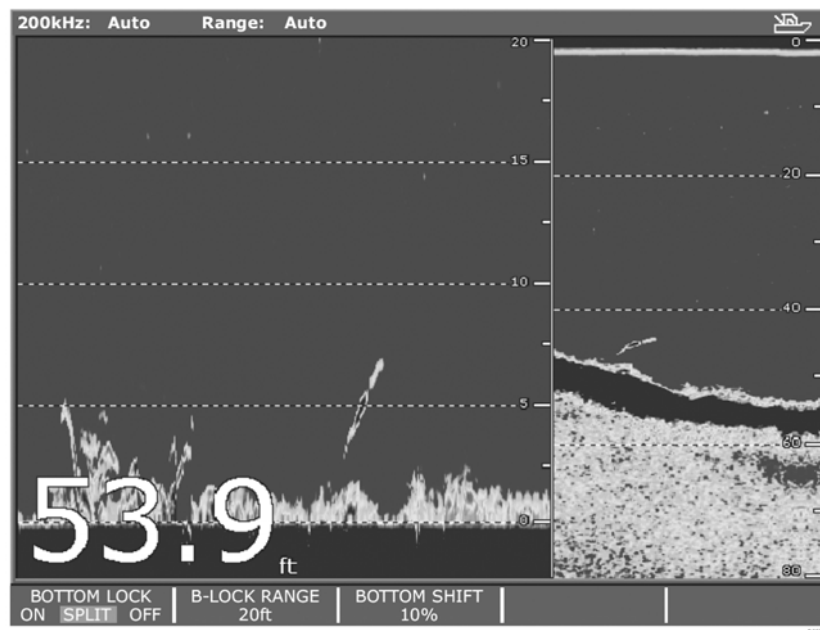 200kHz: Auto Range: Auto
20
15
10
5
0
53.9 ft
0
20
40
60
80
BOTTOM LOCK
ON SPLIT OFF
B-LOCK RANGE
20ft
BOTTOM SHIFT
10%